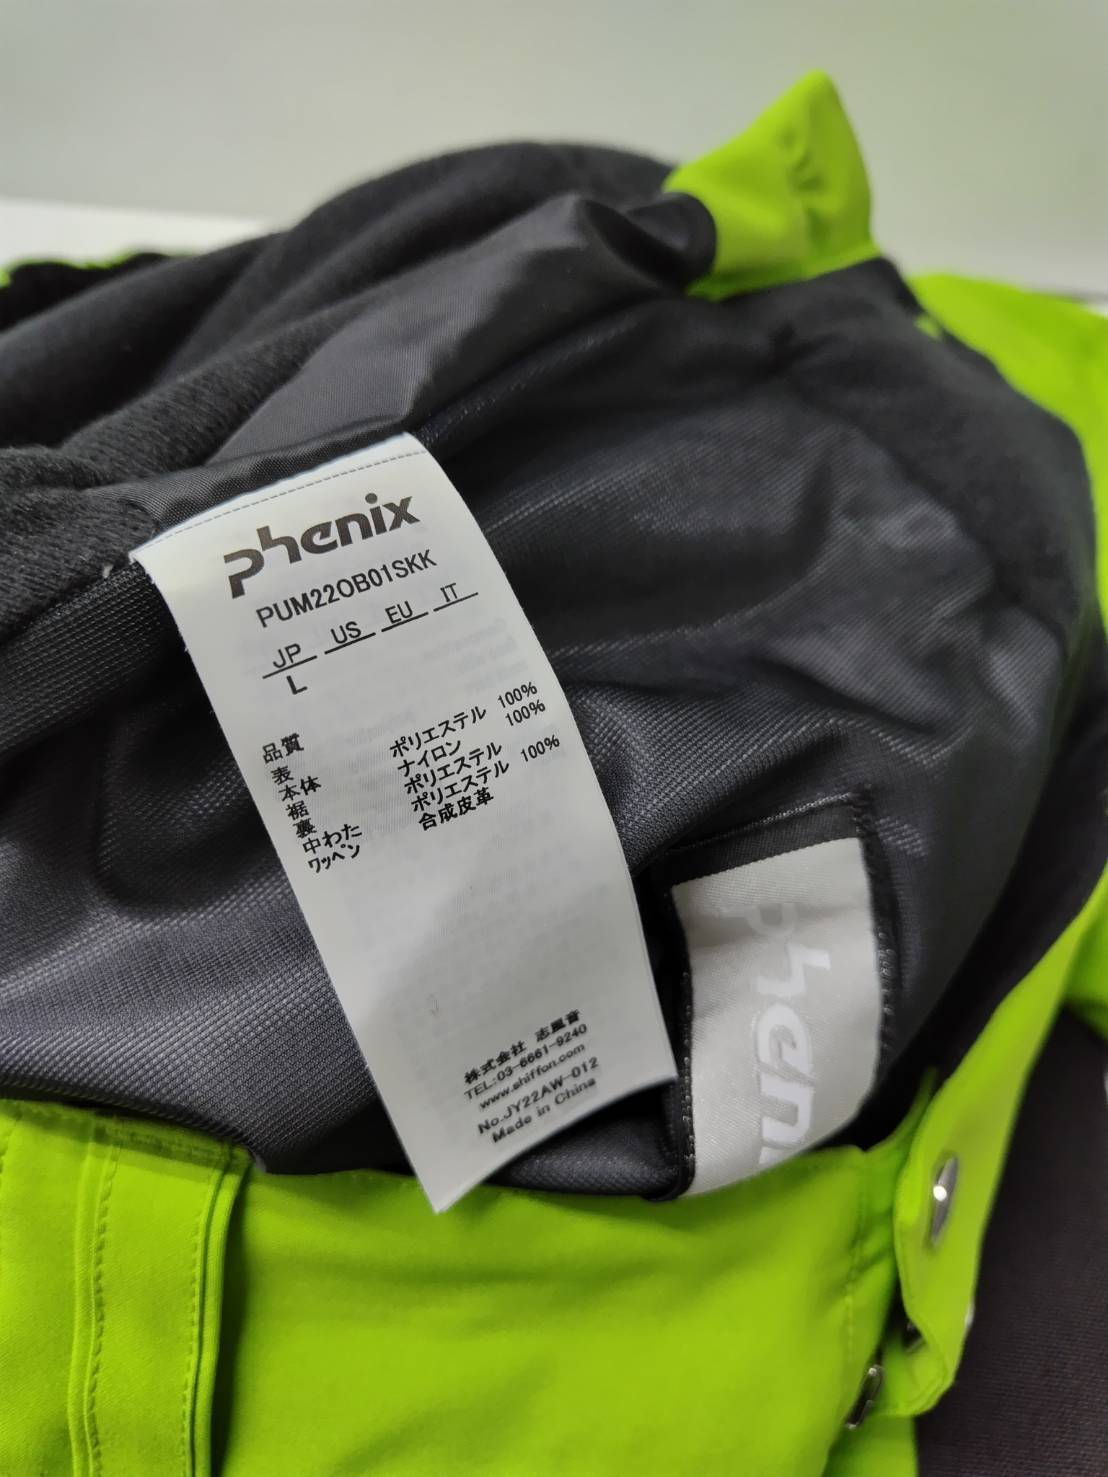 phenix
PUM22OB01SKK
JP US EU IT
L
品質
表
本体 ポリエステル 100%
裾 ナイロン 100%
裏 ポリエステル
中わた ポリエステル 100%
ワッペン 合成皮革
株式会社 志風音
TEL:03-6661-9240
www.shiffon.com
No.JY22AW-012
Made in China
phen